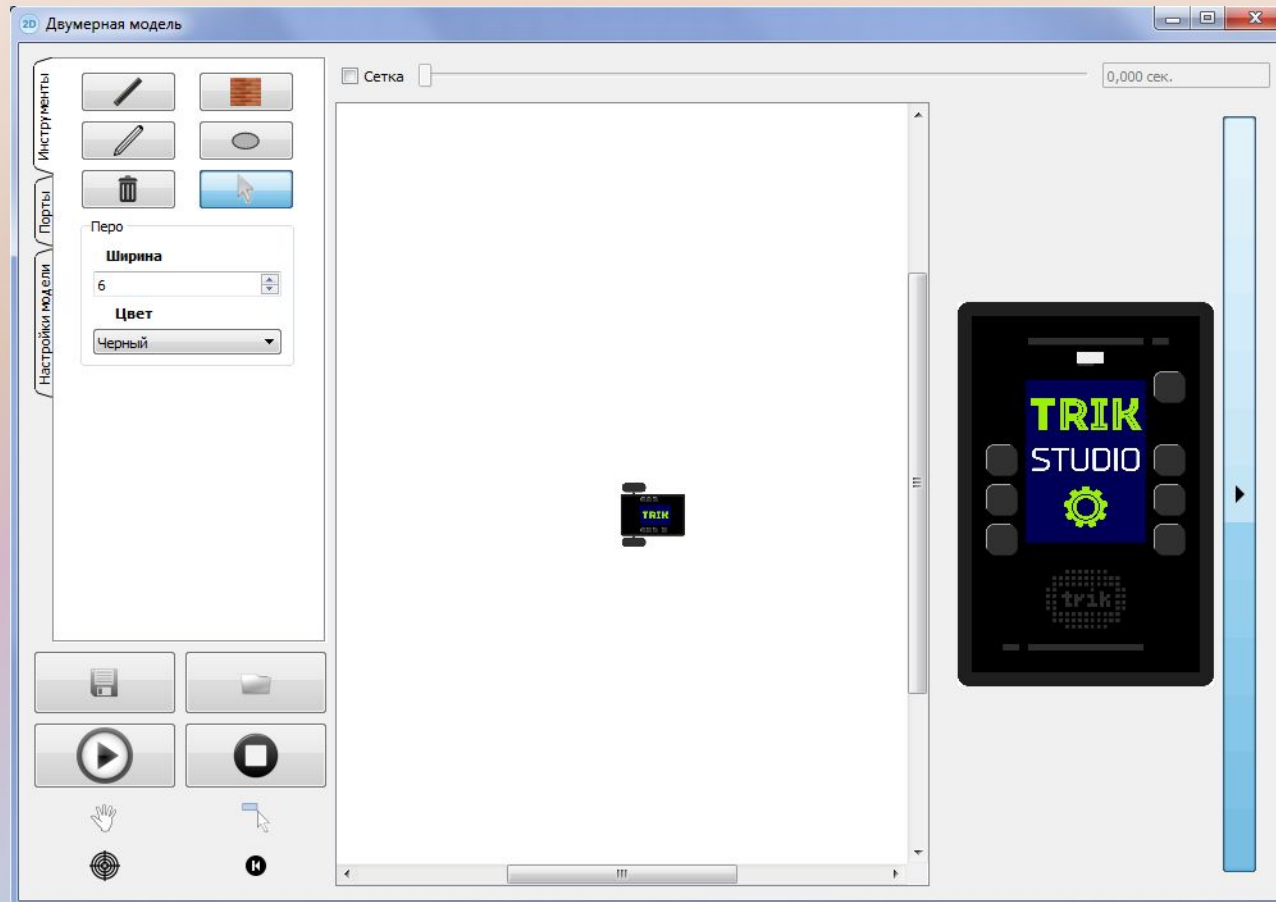 2D Двумерная модель
Инструменты
Порты
Настройки модели
Перо
Ширина
6
Цвет
Черный
Сетка
0,000 сек.
TRIK
TRIK
STUDIO
trik